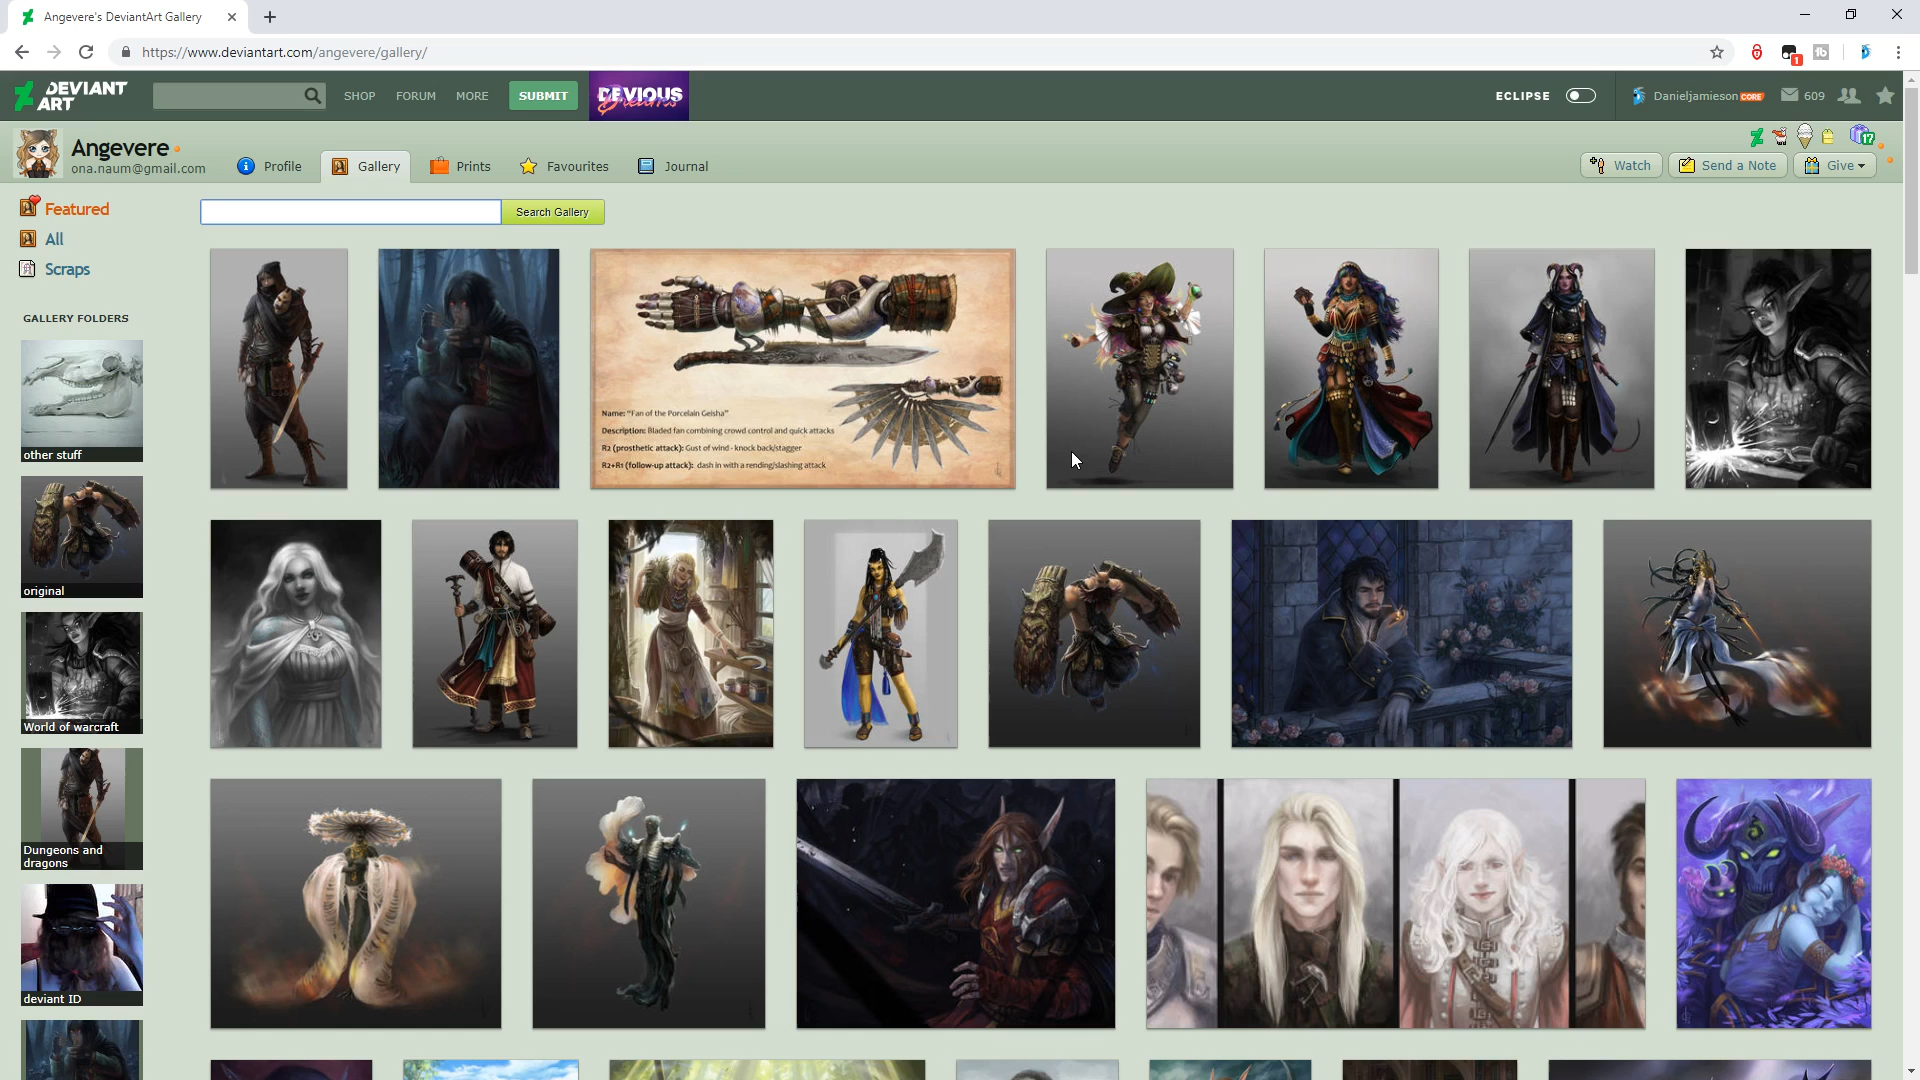 Angevere's DeviantArt Gallery
https://www.deviantart.com/angevere/gallery/
1
DEVIANT
ART
SHOP
FORUM
MORE
SUBMIT
DEVIOUS
ECLIPSE
Danieljamieson CORE
609
Angevere
ona.naum@gmail.com
Profile
Gallery
Prints
Favourites
Journal
17
Watch
Send a Note
Give
Featured
All
Scraps
Search Gallery
GALLERY FOLDERS
other stuff
original
World of warcraft
Dungeons and
dragons
deviant ID
Name: "Fan of the Porcelain Geisha"
Description: Bladed fan combining crowd control and quick attacks
R2 (prosthetic attack): Gust of wind - knock back/stagger
R2+R1 (follow-up attack): dash in with a rending/slashing attack